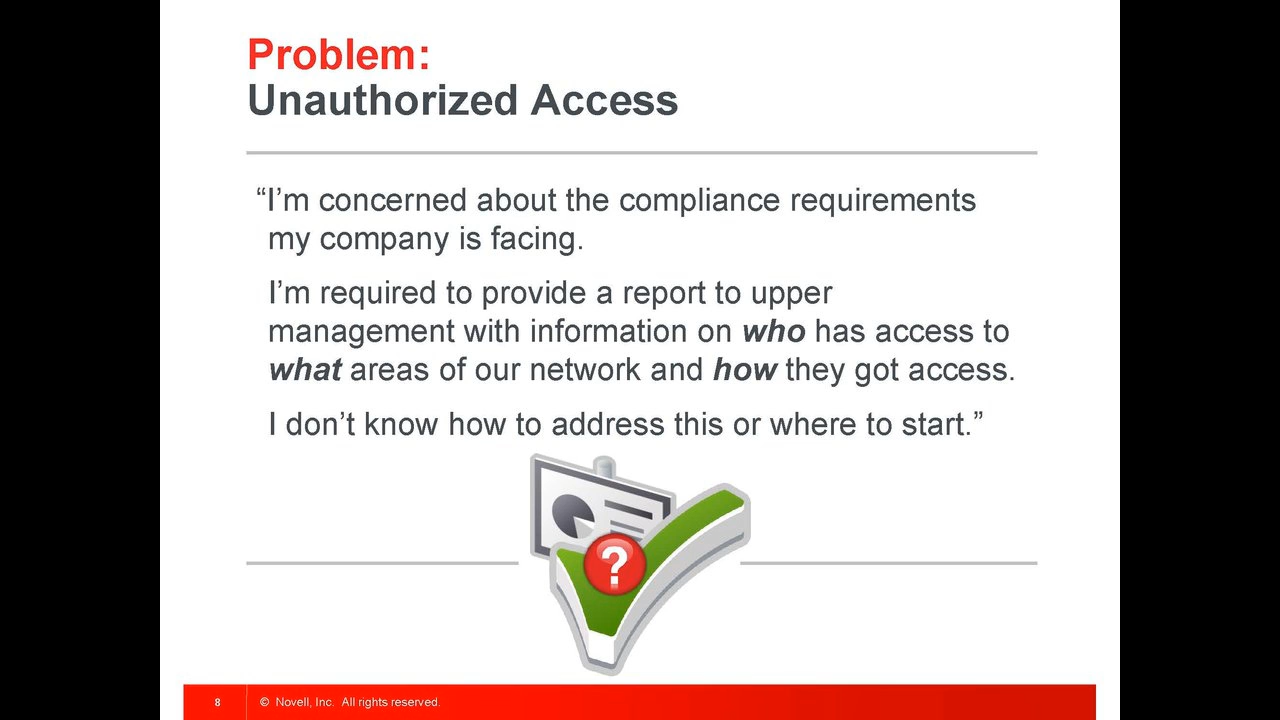 Problem:
Unauthorized Access
“I’m concerned about the compliance requirements
my company is facing.
I’m required to provide a report to upper
management with information on who has access to
what areas of our network and how they got access.
I don’t know how to address this or where to start.”
?
8
© Novell, Inc. All rights reserved.